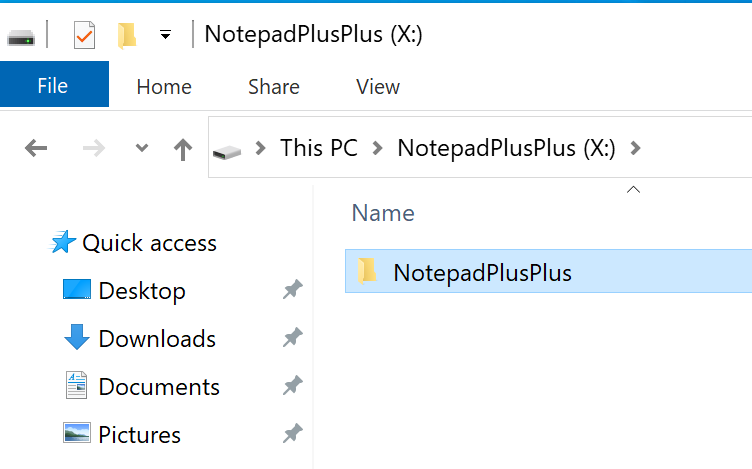 NotepadPlusPlus (X:)
File Home Share View
This PC NotepadPlusPlus (X:)
Name
Quick access
NotepadPlusPlus
Desktop
Downloads
Documents
Pictures